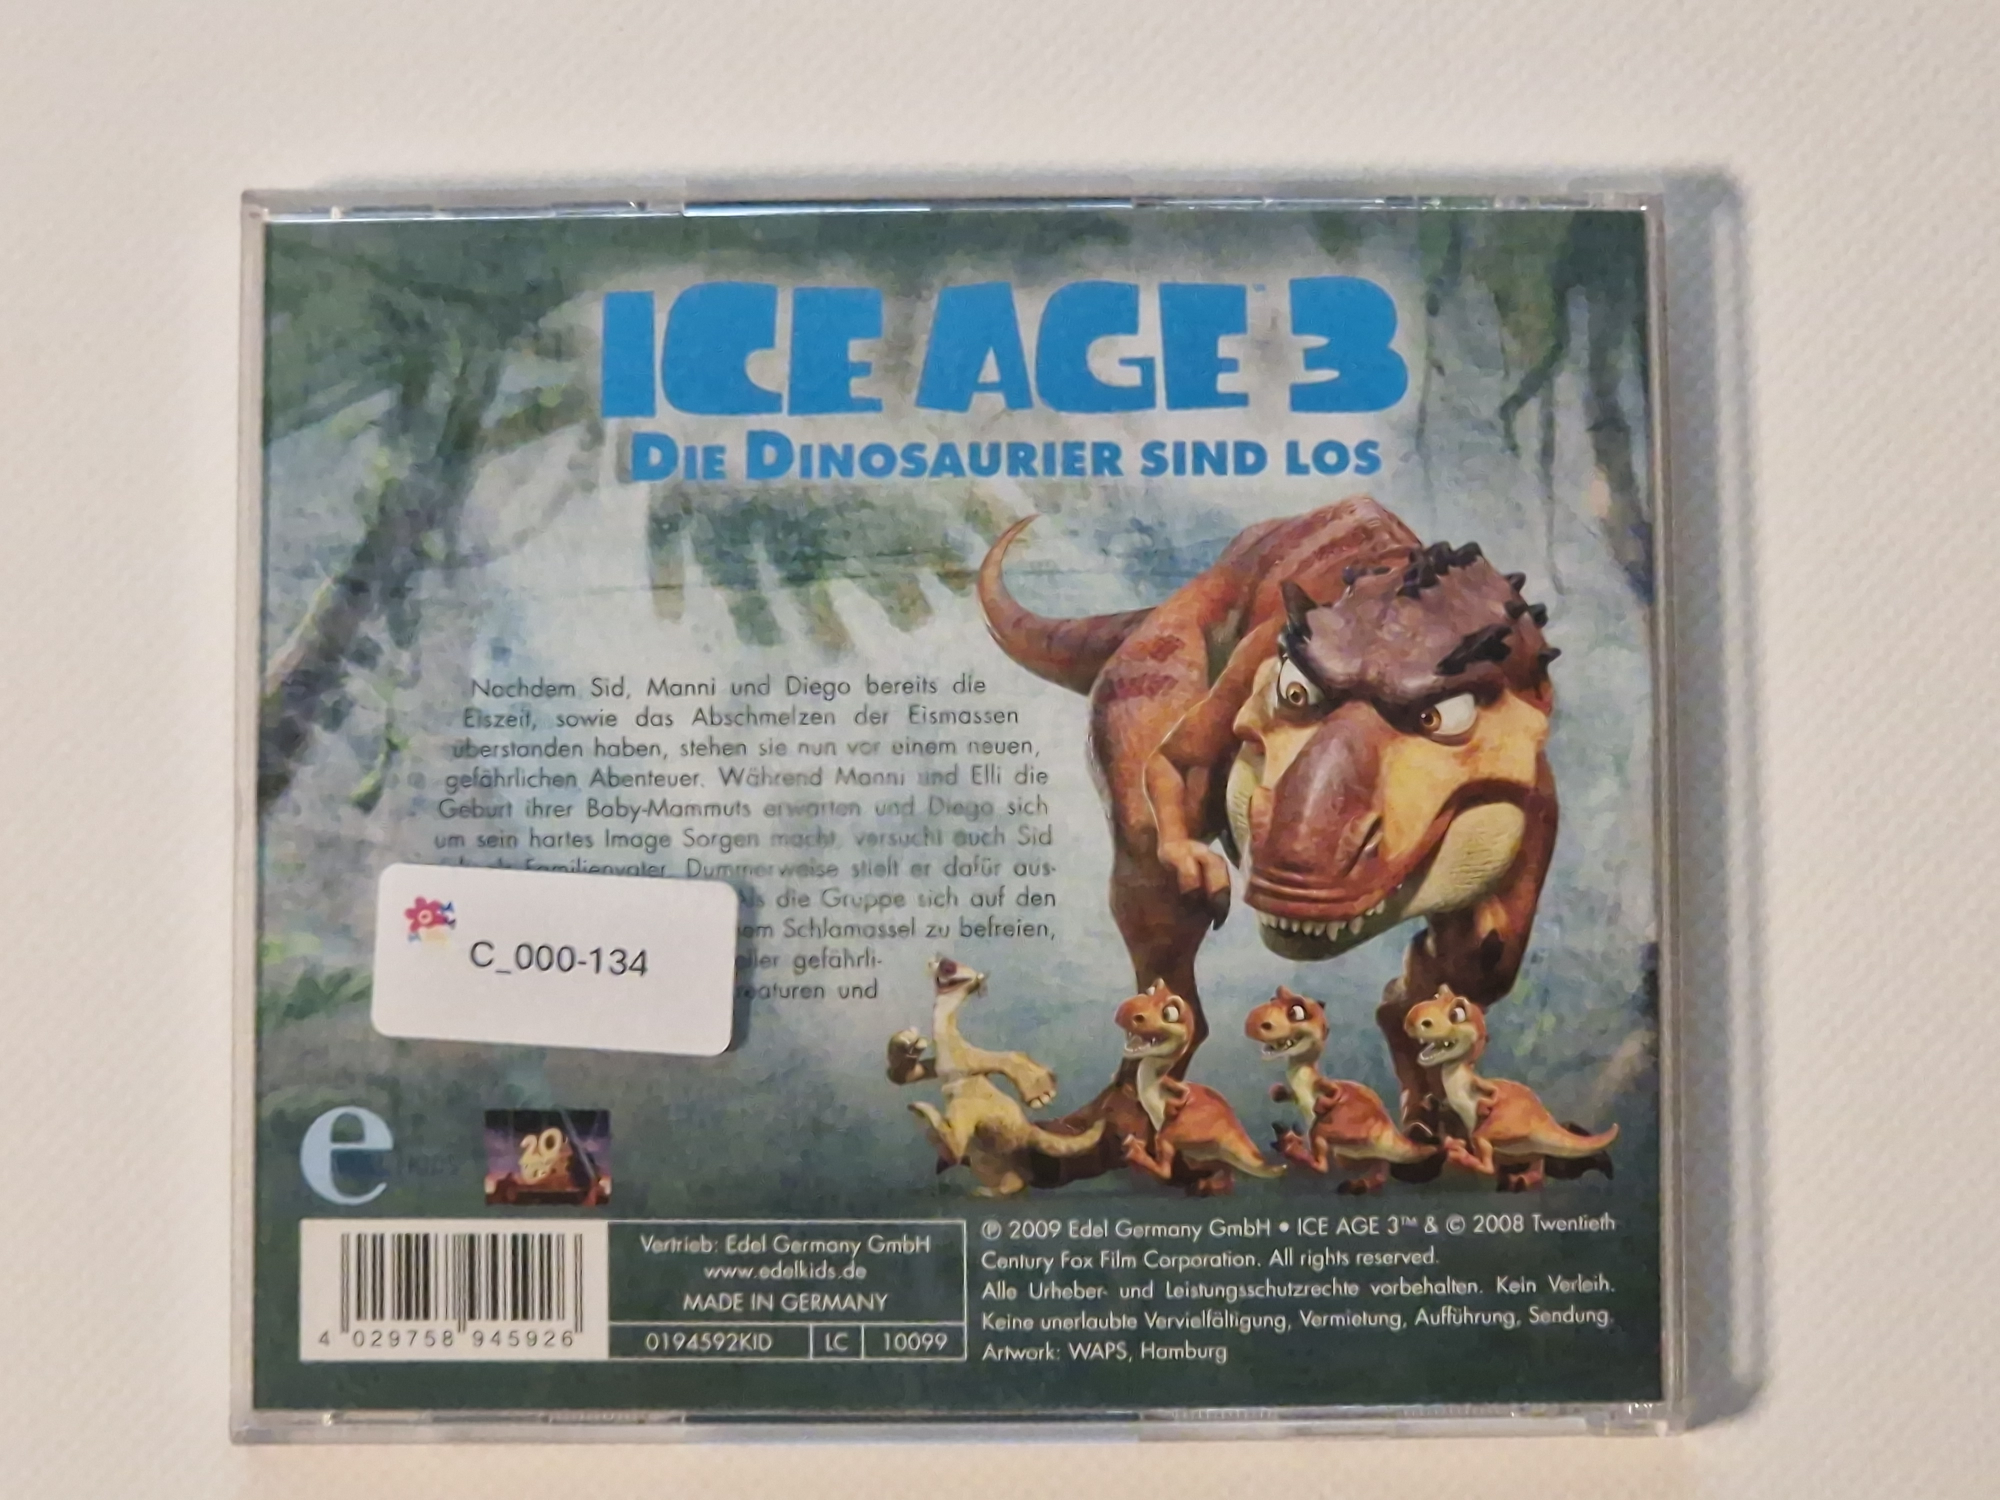 ICE AGE™ 3
DIE DINOSAURIER SIND LOS
Nachdem Sid, Manni und Diego bereits die
Eiszeit, sowie das Abschmelzen der Eismassen
überstanden haben, stehen sie nun vor einem neuen,
gefährlichen Abenteuer. Während Manni und Elli die
Geburt ihrer Baby-Mammuts erwarten und Diego sich
um sein hartes Image Sorgen macht, versucht auch Sid
Familienvater. Dummerweise stielt er dafür aus-
Als die Gruppe sich auf den
Schlamassel zu befreien,
gefährli-
und
C_000-134
e
20
Vertrieb: Edel Germany GmbH
www.edelkids.de
MADE IN GERMANY
0194592KID LC 10099
4 029758 945926
℗ 2009 Edel Germany GmbH • ICE AGE 3™ & © 2008 Twentieth
Century Fox Film Corporation. All rights reserved.
Alle Urheber- und Leistungsschutzrechte vorbehalten. Kein Verleih.
Keine unerlaubte Vervielfältigung, Vermietung, Aufführung, Sendung.
Artwork: WAPS, Hamburg